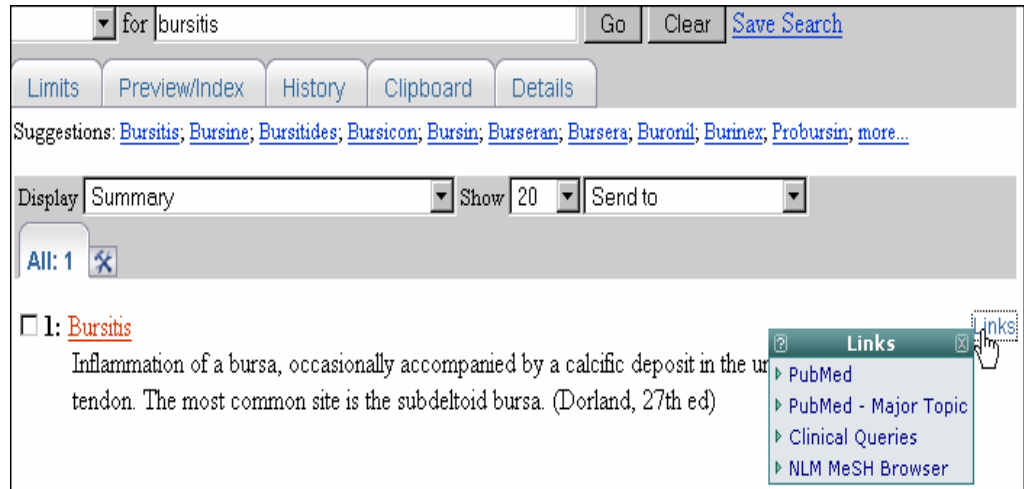 for bursitis Go Clear Save Search
Limits Preview/Index History Clipboard Details
Suggestions: Bursitis; Bursine; Bursitides; Bursicon; Bursin; Burseran; Bursera; Buronil; Burinex; Probursin; more...
Display Summary Show 20 Send to
All: 1
1: Bursitis Links
Inflammation of a bursa, occasionally accompanied by a calcific deposit in the
tendon. The most common site is the subdeltoid bursa. (Dorland, 27th ed)
? Links x
PubMed
PubMed - Major Topic
Clinical Queries
NLM MeSH Browser